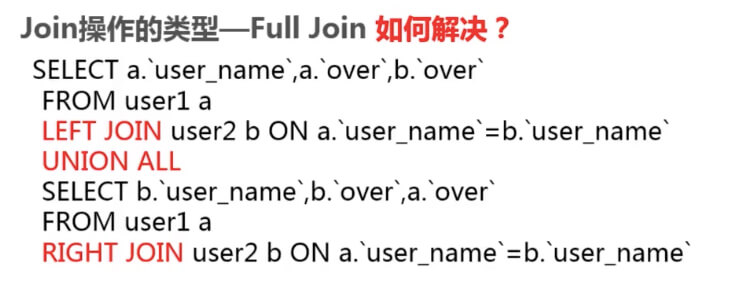 Join操作的类型—Full Join 如何解决？
SELECT a.`user_name`,a.`over`,b.`over`
FROM user1 a
LEFT JOIN user2 b ON a.`user_name`=b.`user_name`
UNION ALL
SELECT b.`user_name`,b.`over`,a.`over`
FROM user1 a
RIGHT JOIN user2 b ON a.`user_name`=b.`user_name`